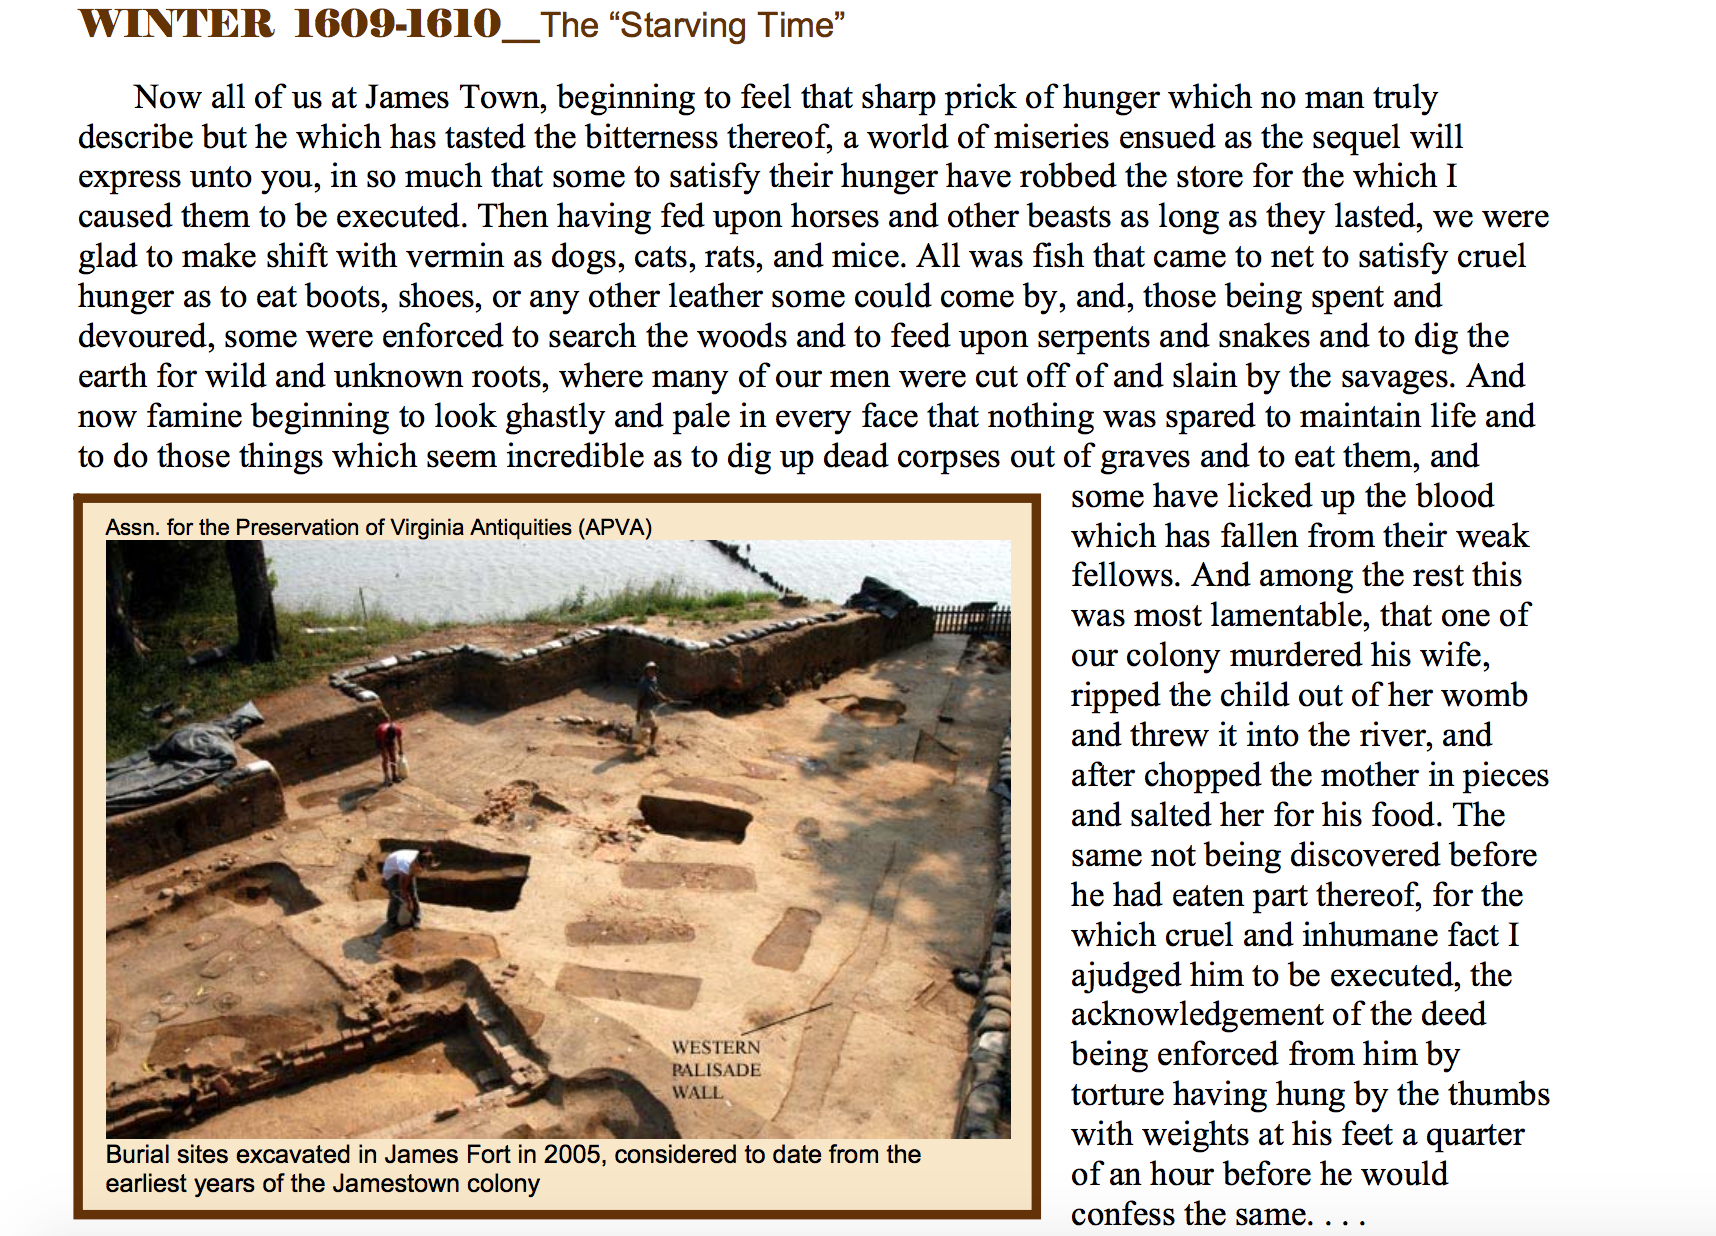 WINTER 1609-1610__The “Starving Time”
Now all of us at James Town, beginning to feel that sharp prick of hunger which no man truly
describe but he which has tasted the bitterness thereof, a world of miseries ensued as the sequel will
express unto you, in so much that some to satisfy their hunger have robbed the store for the which I
caused them to be executed. Then having fed upon horses and other beasts as long as they lasted, we were
glad to make shift with vermin as dogs, cats, rats, and mice. All was fish that came to net to satisfy cruel
hunger as to eat boots, shoes, or any other leather some could come by, and, those being spent and
devoured, some were enforced to search the woods and to feed upon serpents and snakes and to dig the
earth for wild and unknown roots, where many of our men were cut off of and slain by the savages. And
now famine beginning to look ghastly and pale in every face that nothing was spared to maintain life and
to do those things which seem incredible as to dig up dead corpses out of graves and to eat them, and
some have licked up the blood
which has fallen from their weak
fellows. And among the rest this
was most lamentable, that one of
our colony murdered his wife,
ripped the child out of her womb
and threw it into the river, and
after chopped the mother in pieces
and salted her for his food. The
same not being discovered before
he had eaten part thereof, for the
which cruel and inhumane fact I
ajudged him to be executed, the
acknowledgement of the deed
being enforced from him by
torture having hung by the thumbs
with weights at his feet a quarter
of an hour before he would
confess the same. . . .
Assn. for the Preservation of Virginia Antiquities (APVA)
WESTERN
PALISADE
WALL
Burial sites excavated in James Fort in 2005, considered to date from the
earliest years of the Jamestown colony